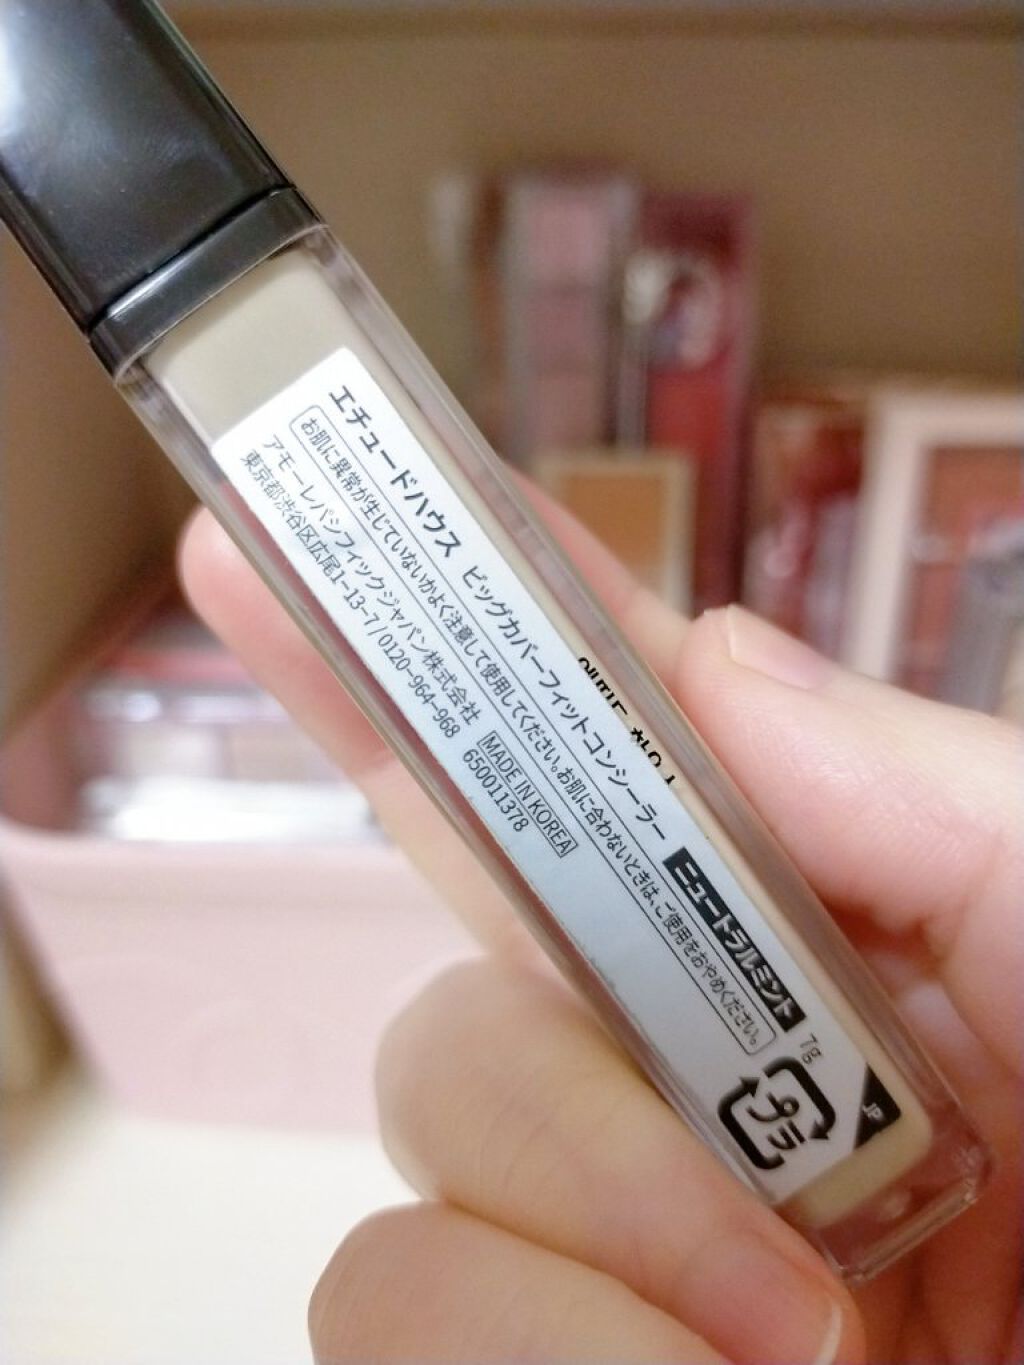 エチュードハウス ビッグカバーフィットコンシーラー ニュートラルミント 7g
お肌に異常が生じていないかよく注意して使用してください。お肌に合わないときは、ご使用をおやめください。
アモーレパシフィックジャパン株式会社 MADE IN KOREA
東京都渋谷区広尾1-13-7/0120-964-968 650011378
プラ
JP